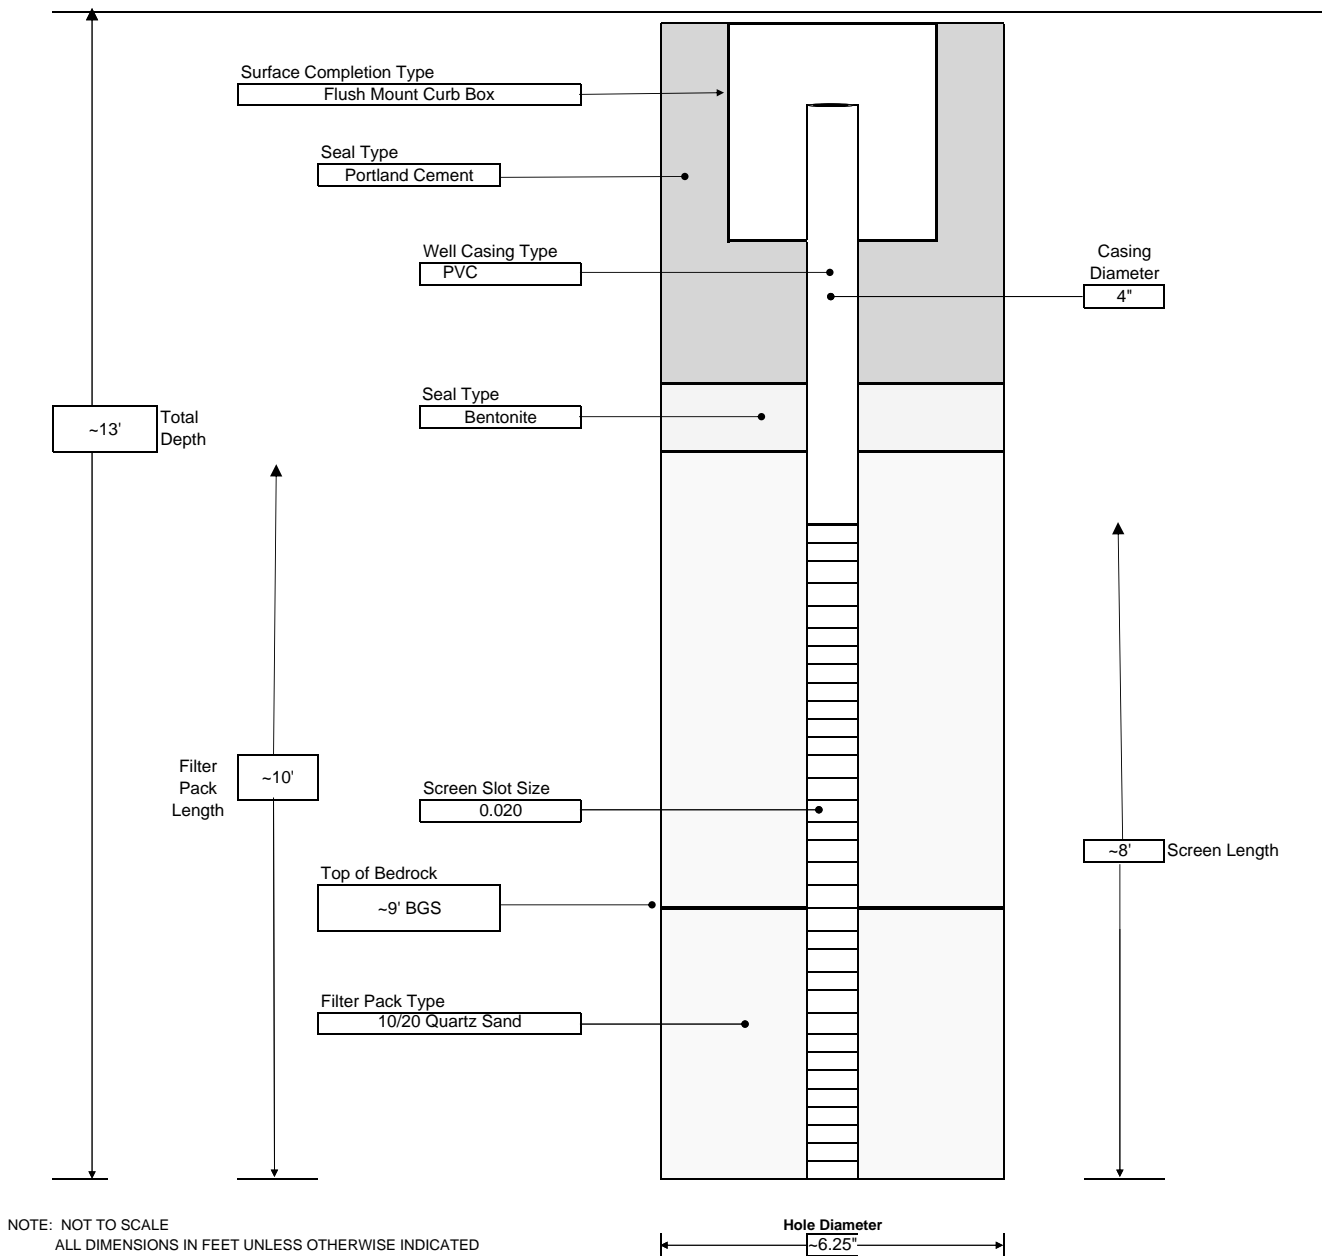 Surface Completion Type
Flush Mount Curb Box
Seal Type
Portland Cement
Well Casing Type
PVC
Casing
Diameter
4"
Seal Type
Bentonite
~13'
Total
Depth
Filter
Pack
Length
~10'
Screen Slot Size
0.020
~8'
Screen Length
Top of Bedrock
~9' BGS
Filter Pack Type
10/20 Quartz Sand
NOTE: NOT TO SCALE
ALL DIMENSIONS IN FEET UNLESS OTHERWISE INDICATED
Hole Diameter
~6.25"